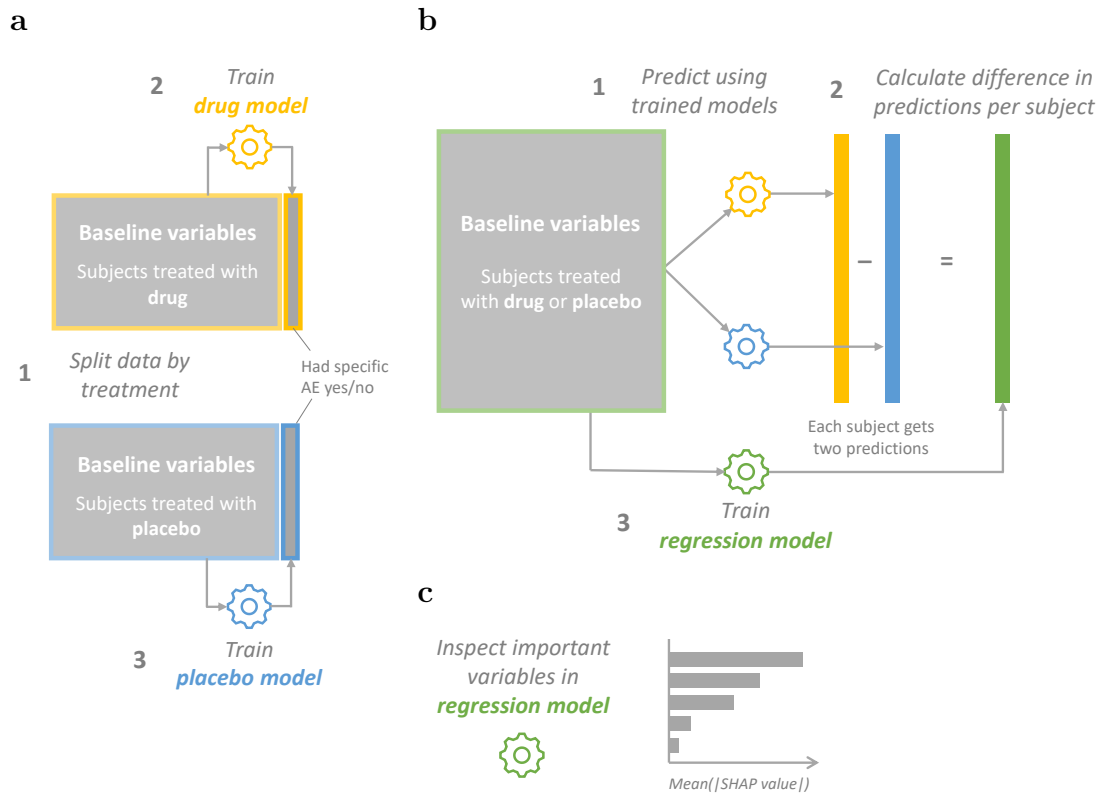 a
2
Train
drug model
Baseline variables
Subjects treated with
drug
1
Split data by
treatment
Had specific
AE yes/no
Baseline variables
Subjects treated with
placebo
3
Train
placebo model
b
1
Predict using
trained models
2
Calculate difference in
predictions per subject
Baseline variables
Subjects treated
with drug or placebo
–
=
Each subject gets
two predictions
3
Train
regression model
c
Inspect important
variables in
regression model
Mean(|SHAP value|)